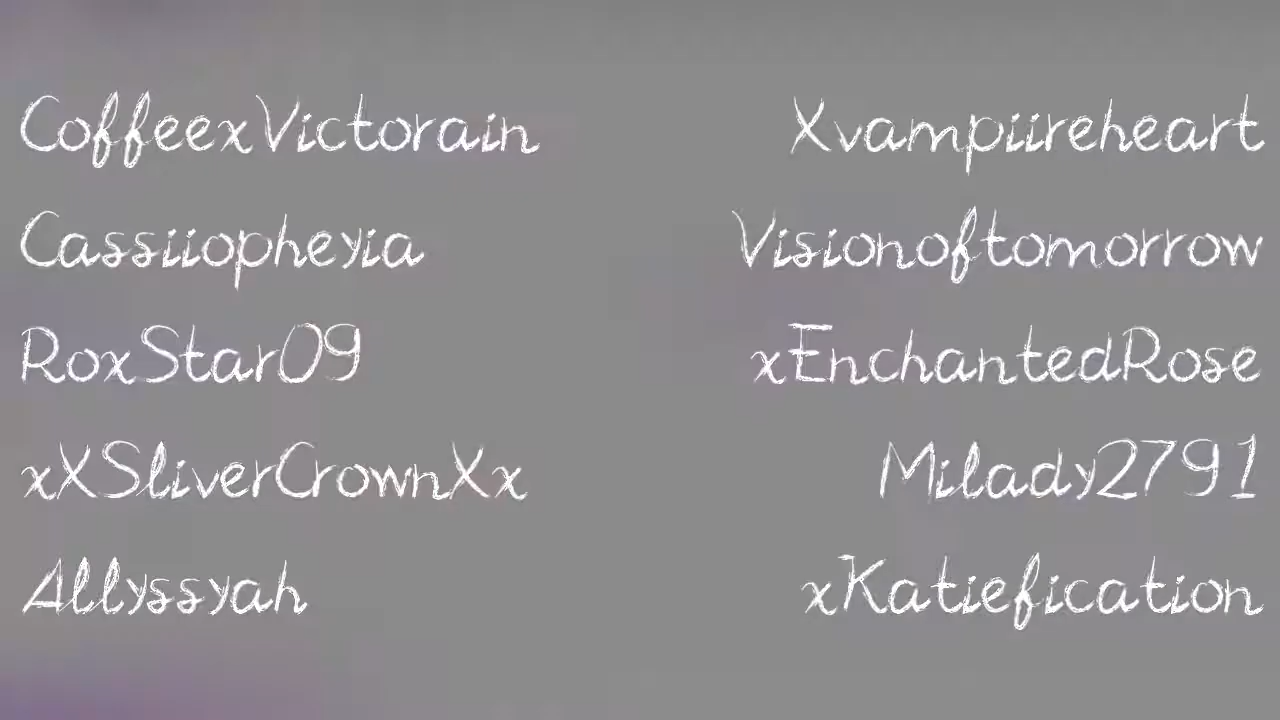 CoffeexVictorain
Xvampiireheart
Cassiiopheyia
Visionoftomorrow
RoxStar09
xEnchantedRose
xXSliverCrownXx
Milady2791
Allyssyah
xKatiefication